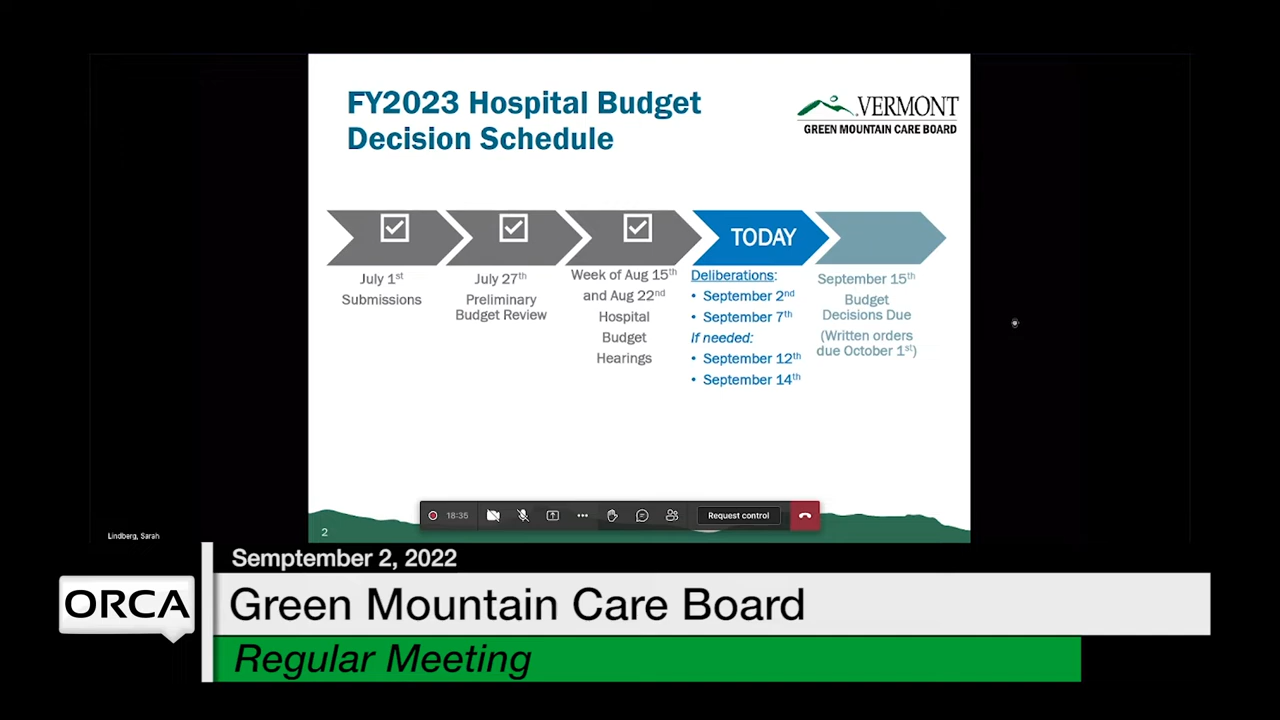 FY2023 Hospital Budget
Decision Schedule
VERMONT
GREEN MOUNTAIN CARE BOARD
TODAY
July 1st
Submissions
July 27th
Preliminary
Budget Review
Week of Aug 15th
and Aug 22nd
Hospital
Budget
Hearings
Deliberations:
• September 2nd
• September 7th
If needed:
• September 12th
• September 14th
September 15th
Budget
Decisions Due
(Written orders
due October 1st)
18:35
Request control
2
Lindberg, Sarah
Semptember 2, 2022
ORCA
Green Mountain Care Board
Regular Meeting